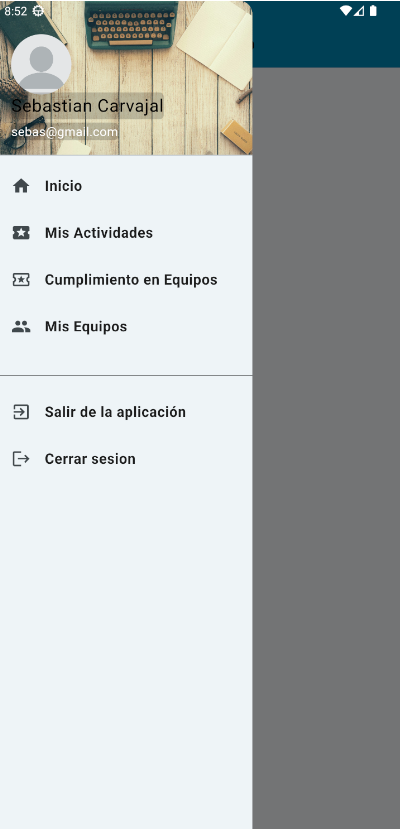 8:52
Sebastian Carvajal
sebas@gmail.com
Inicio
Mis Actividades
Cumplimiento en Equipos
Mis Equipos
Salir de la aplicación
Cerrar sesion